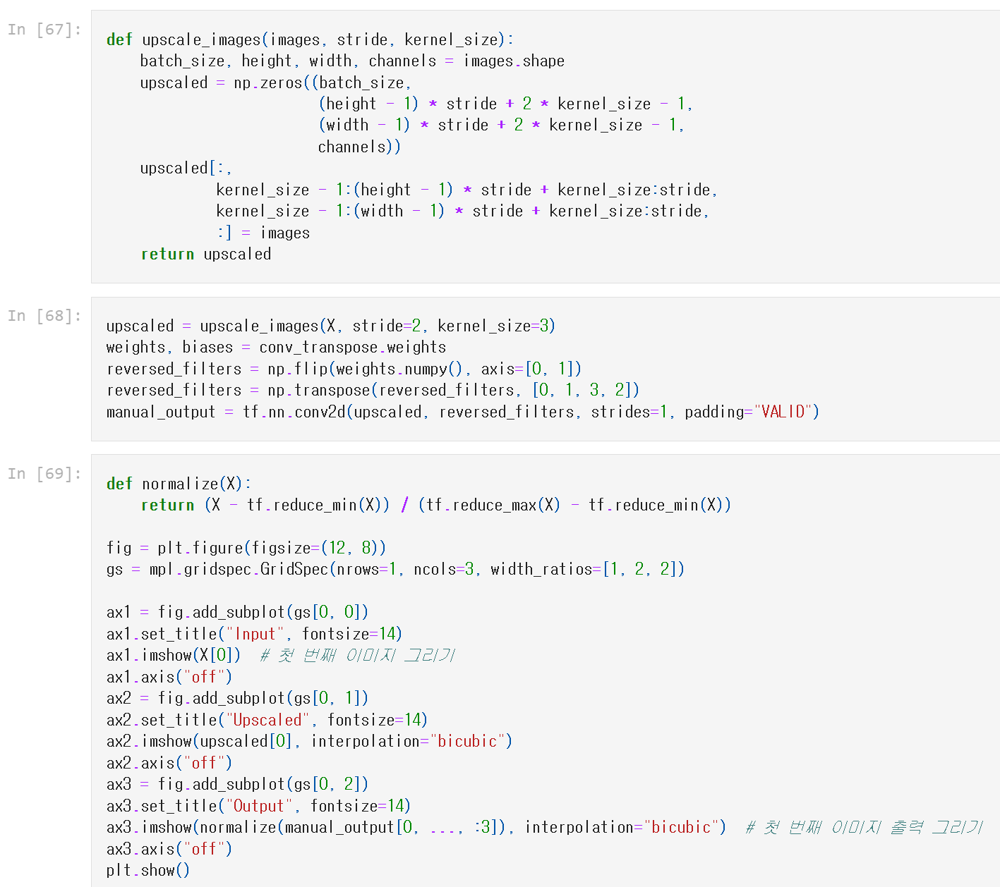 In [67]:
def upscale_images(images, stride, kernel_size):
    batch_size, height, width, channels = images.shape
    upscaled = np.zeros((batch_size,
                         (height - 1) * stride + 2 * kernel_size - 1,
                         (width - 1) * stride + 2 * kernel_size - 1,
                         channels))
    upscaled[:,
             kernel_size - 1:(height - 1) * stride + kernel_size:stride,
             kernel_size - 1:(width - 1) * stride + kernel_size:stride,
             :] = images
    return upscaled
In [68]:
upscaled = upscale_images(X, stride=2, kernel_size=3)
weights, biases = conv_transpose.weights
reversed_filters = np.flip(weights.numpy(), axis=[0, 1])
reversed_filters = np.transpose(reversed_filters, [0, 1, 3, 2])
manual_output = tf.nn.conv2d(upscaled, reversed_filters, strides=1, padding="VALID")
In [69]:
def normalize(X):
    return (X - tf.reduce_min(X)) / (tf.reduce_max(X) - tf.reduce_min(X))
fig = plt.figure(figsize=(12, 8))
gs = mpl.gridspec.GridSpec(nrows=1, ncols=3, width_ratios=[1, 2, 2])
ax1 = fig.add_subplot(gs[0, 0])
ax1.set_title("Input", fontsize=14)
ax1.imshow(X[0])  # 첫 번째 이미지 그리기
ax1.axis("off")
ax2 = fig.add_subplot(gs[0, 1])
ax2.set_title("Upscaled", fontsize=14)
ax2.imshow(upscaled[0], interpolation="bicubic")
ax2.axis("off")
ax3 = fig.add_subplot(gs[0, 2])
ax3.set_title("Output", fontsize=14)
ax3.imshow(normalize(manual_output[0, ..., :3]), interpolation="bicubic")  # 첫 번째 이미지 출력 그리기
ax3.axis("off")
plt.show()